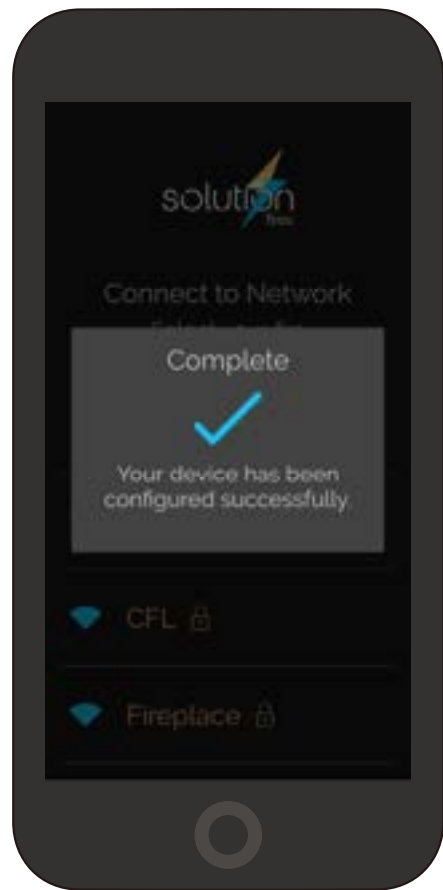 solution
fires
Connect to Network
Complete
Your device has been
configured successfully.
CFL
Fireplace